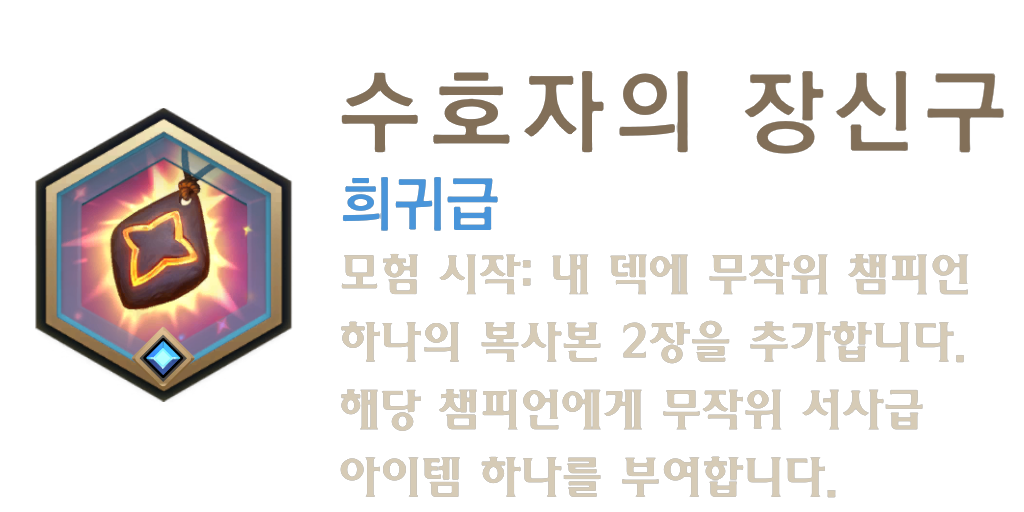 수호자의 장신구
희귀급
모험 시작: 내 덱에 무작위 챔피언
하나의 복사본 2장을 추가합니다.
해당 챔피언에게 무작위 서사급
아이템 하나를 부여합니다.